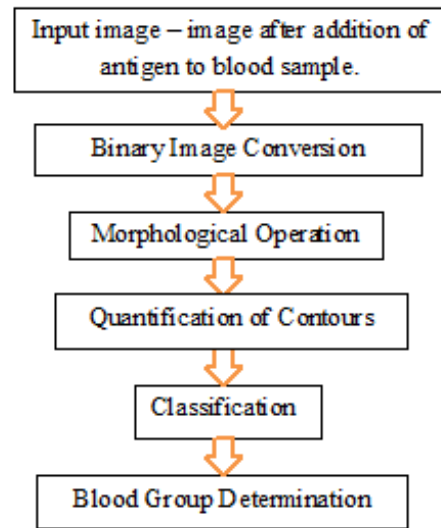 Input image – image after addition of
antigen to blood sample.
Binary Image Conversion
Morphological Operation
Quantification of Contours
Classification
Blood Group Determination